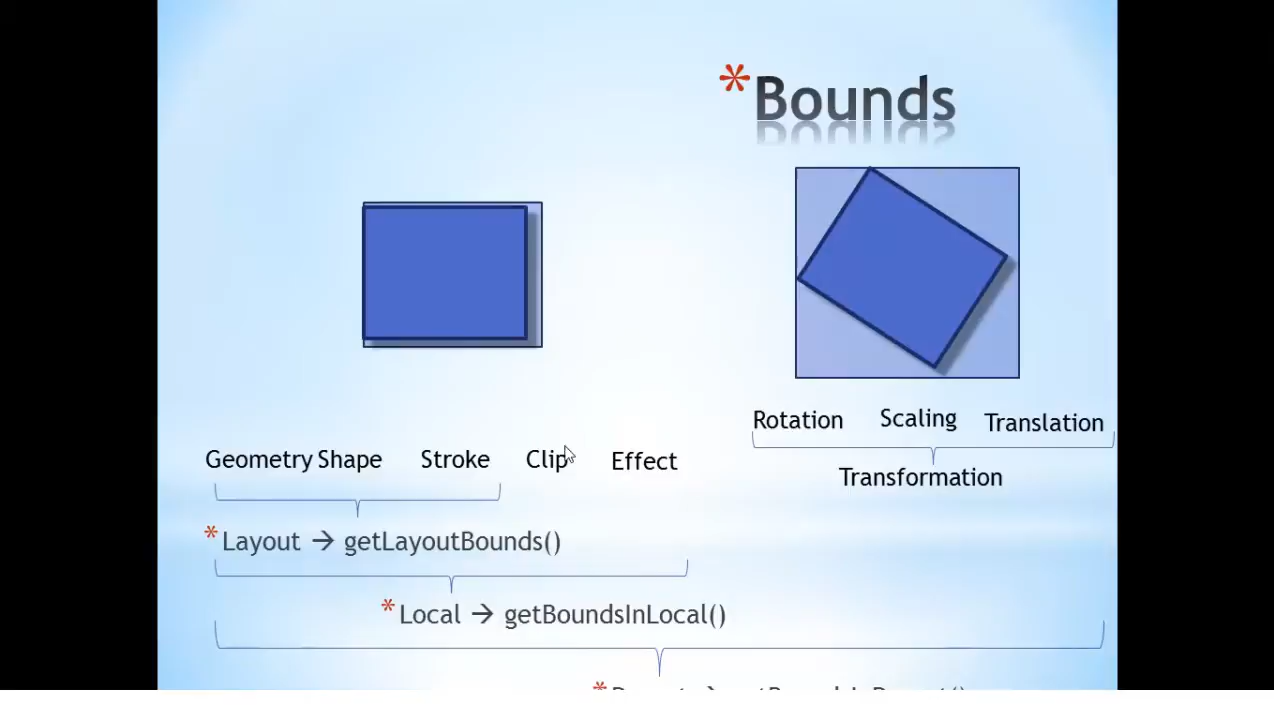 *Bounds
Rotation Scaling Translation
Transformation
Geometry Shape Stroke Clip Effect
*Layout → getLayoutBounds()
*Local → getBoundsInLocal()